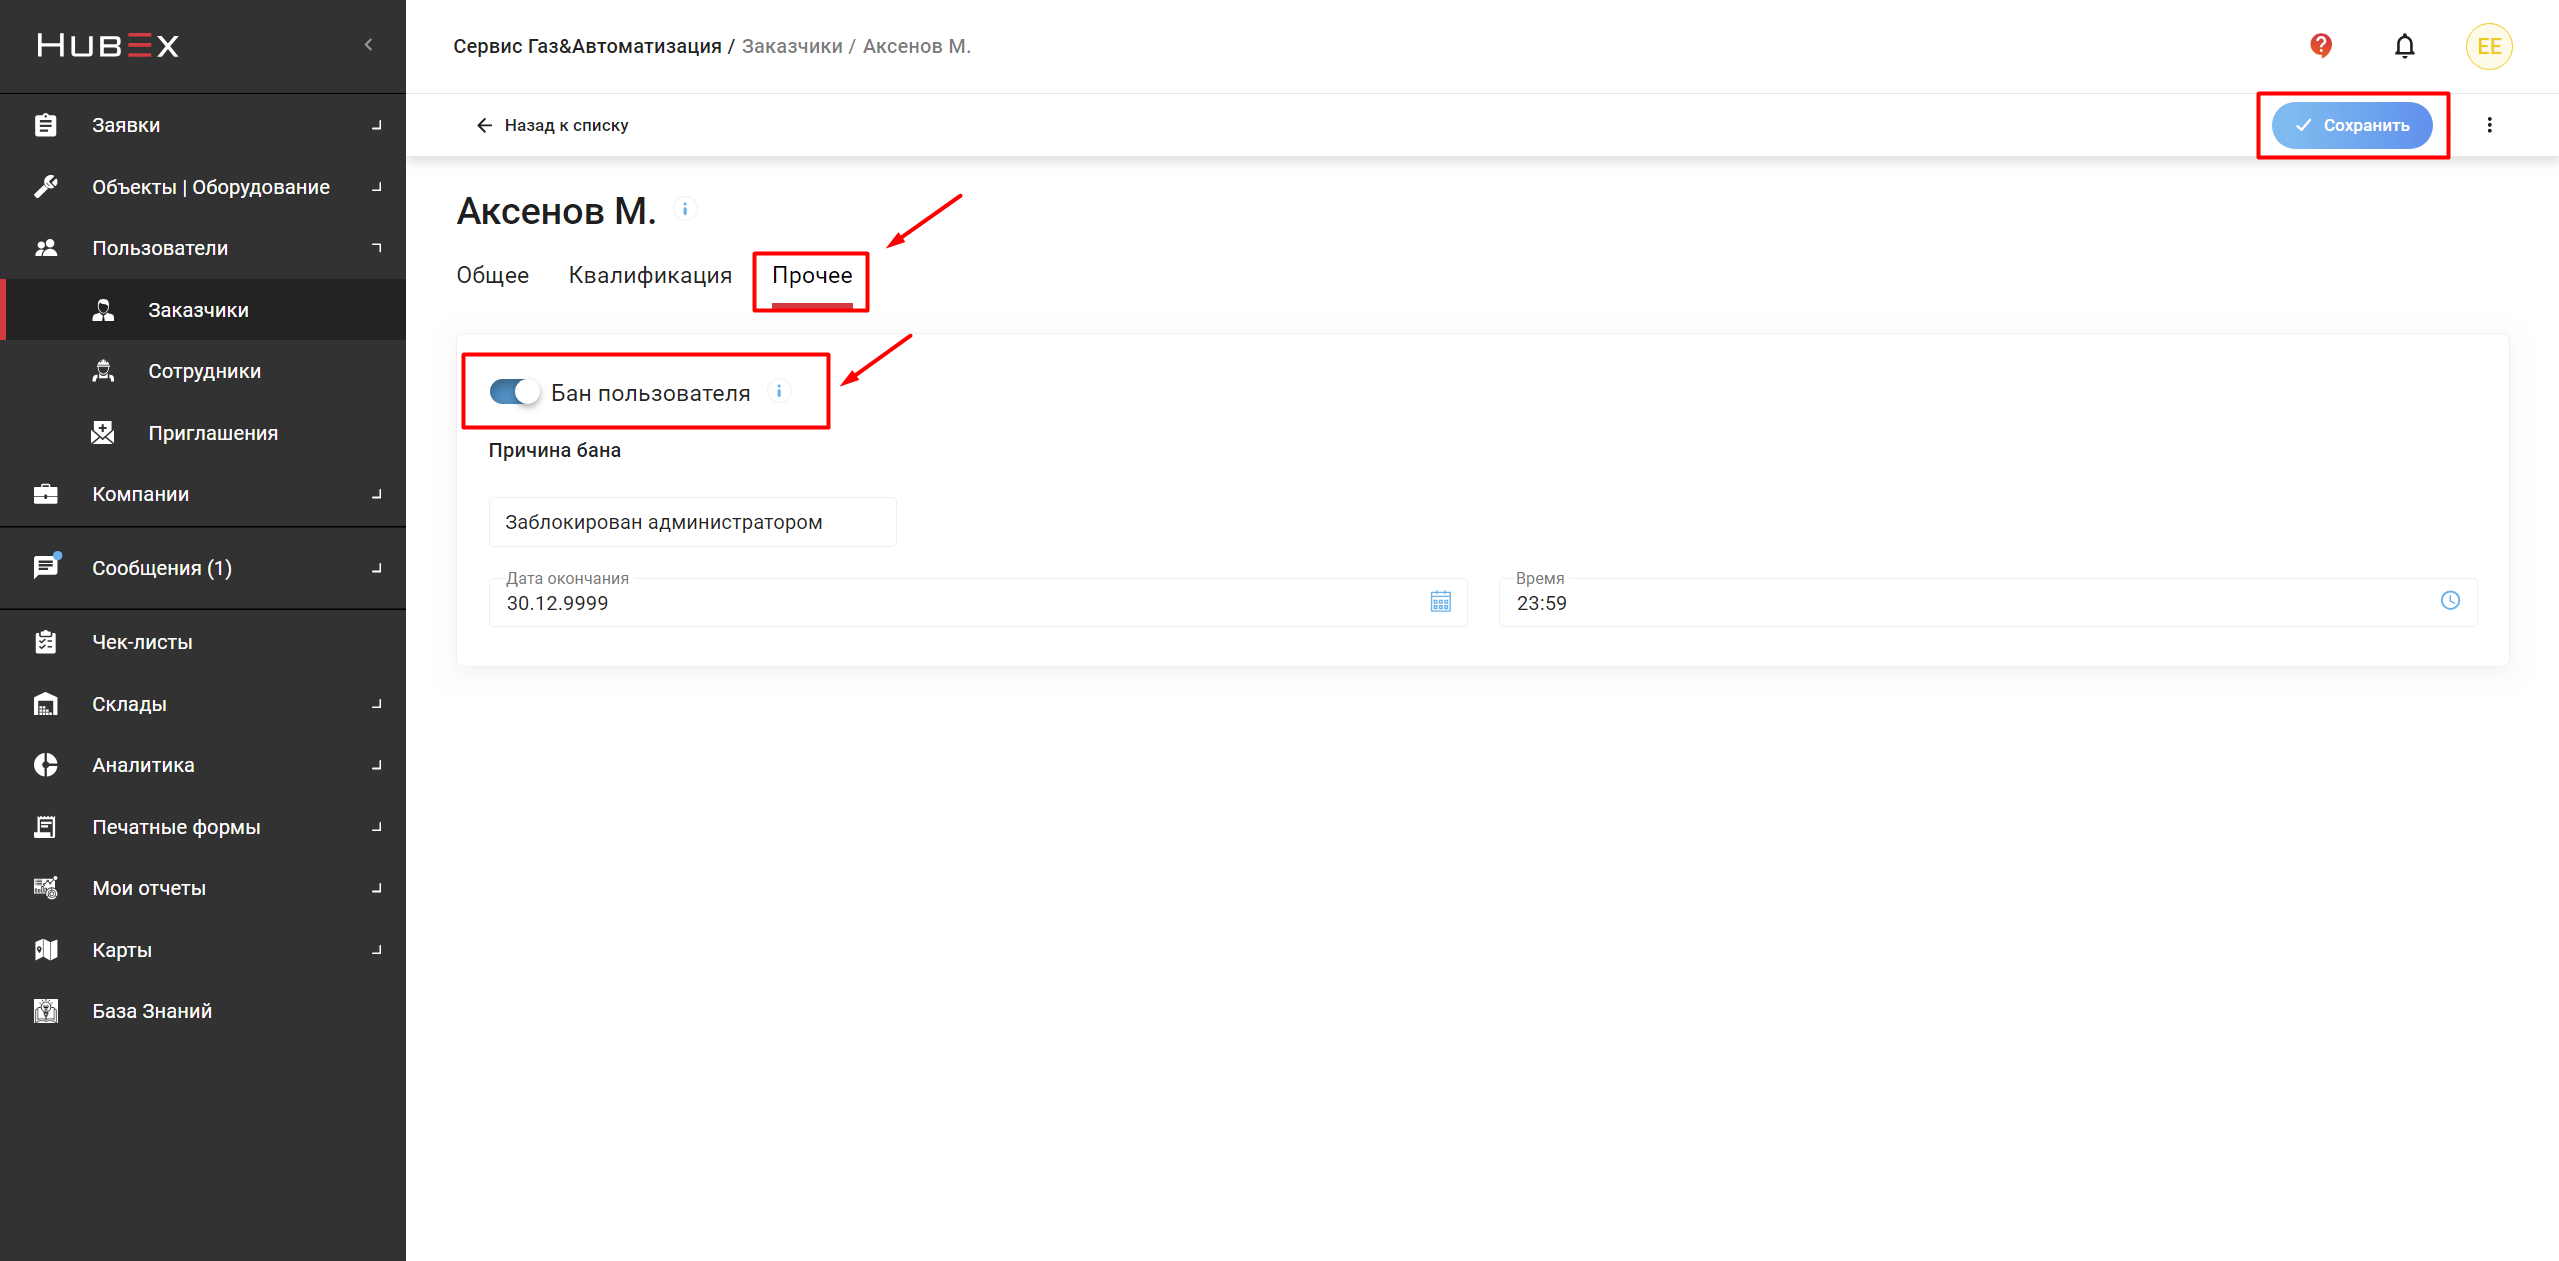 HUBEX
Заявки
Объекты | Оборудование
Пользователи
Заказчики
Сотрудники
Приглашения
Компании
Сообщения (1)
Чек-листы
Склады
Аналитика
Печатные формы
Мои отчеты
Карты
База Знаний
Сервис Газ&Автоматизация / Заказчики / Аксенов М.
EE
Назад к списку
Сохранить
Аксенов М.
Общее Квалификация Прочее
Бан пользователя
Причина бана
Заблокирован администратором
Дата окончания
30.12.9999
Время
23:59